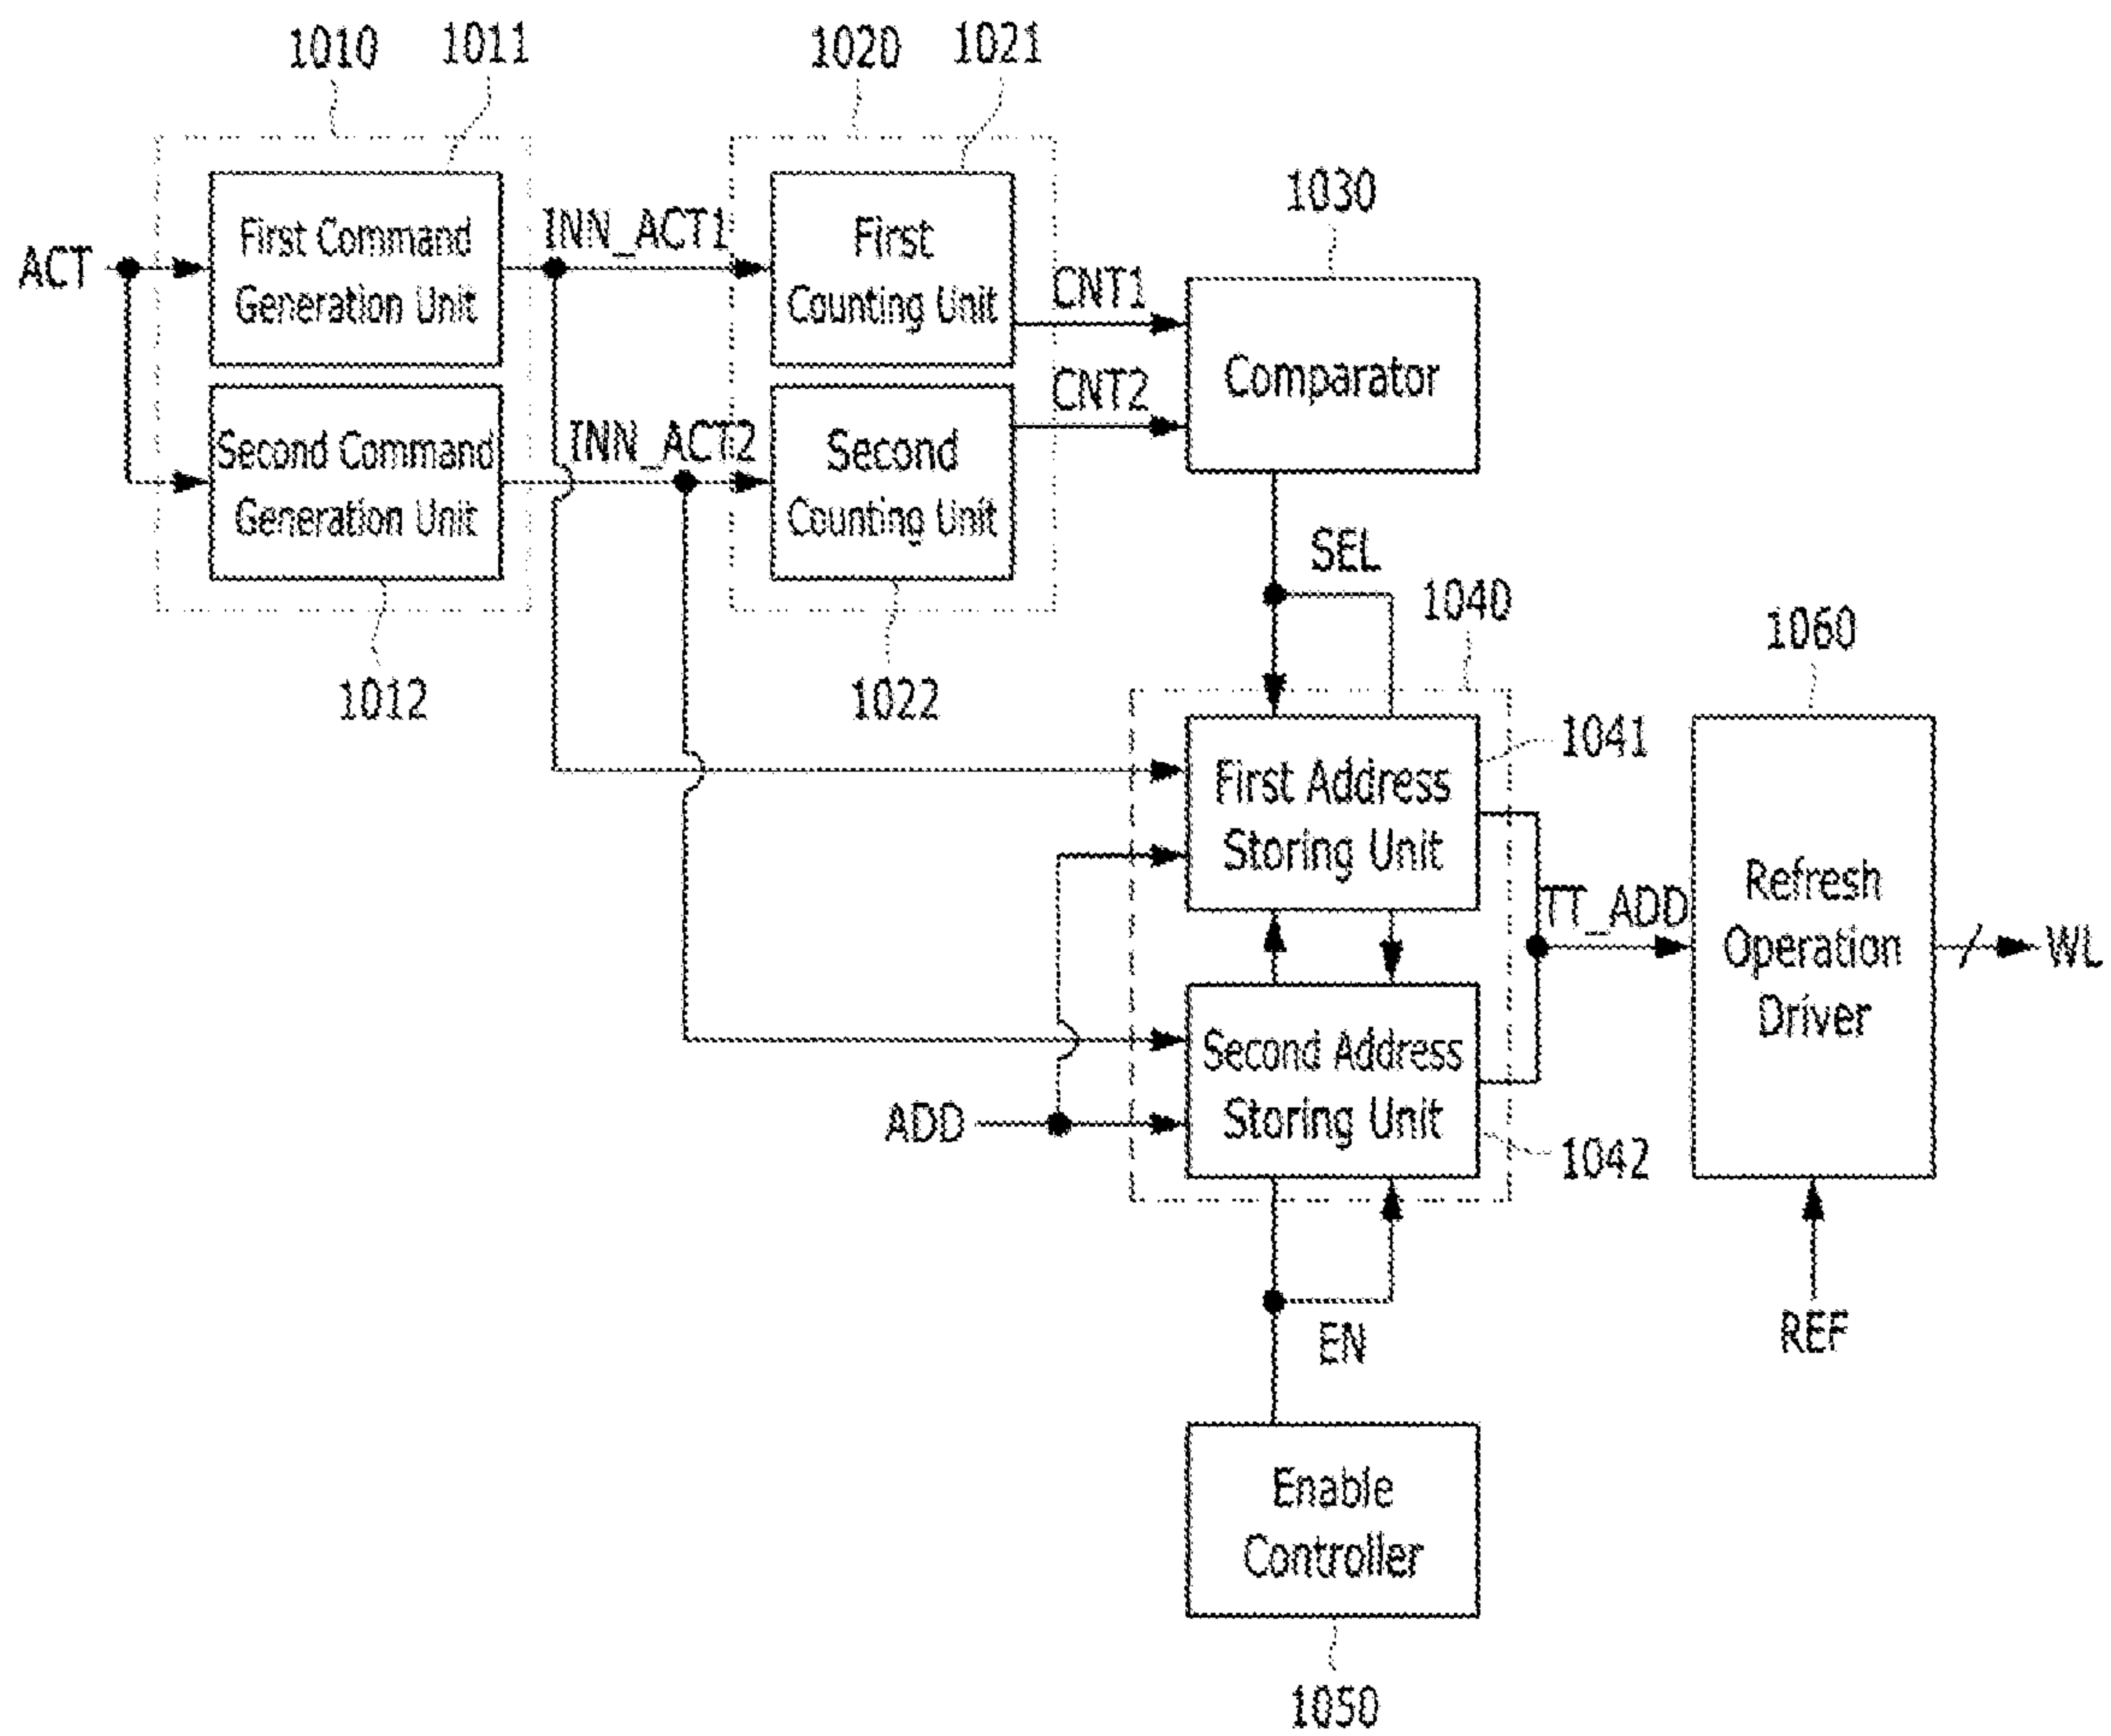 1010
1011
1020
1021
1030
ACT
First Command
Generation Unit
INN_ACT1
First
Counting Unit
CNT1
Comparator
Second Command
Generation Unit
INN_ACT2
Second
Counting Unit
CNT2
SEL
1012
1022
1040
1060
1041
First Address
Storing Unit
TT_ADD
Refresh
Operation
Driver
WL
Second Address
Storing Unit
ADD
1042
REF
EN
Enable
Controller
1050